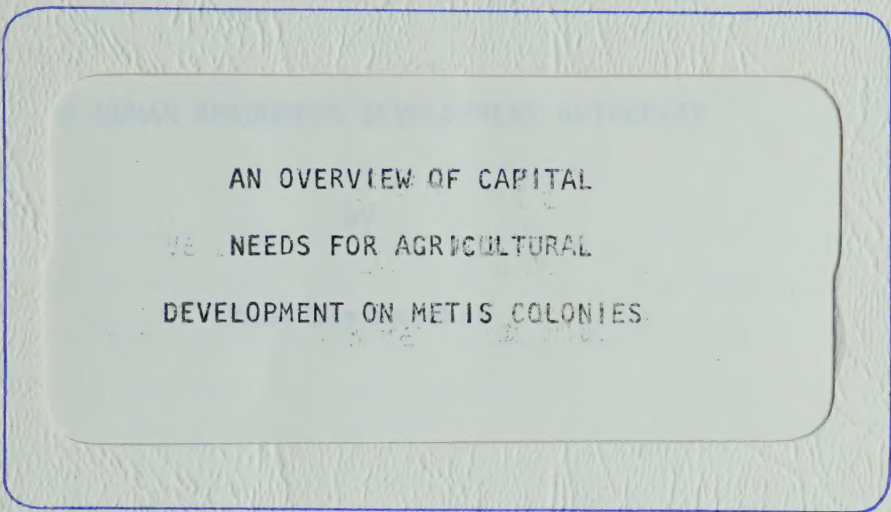 AN OVERVIEW OF CAPITAL
NEEDS FOR AGRICULTURAL
DEVELOPMENT ON METIS COLONIES